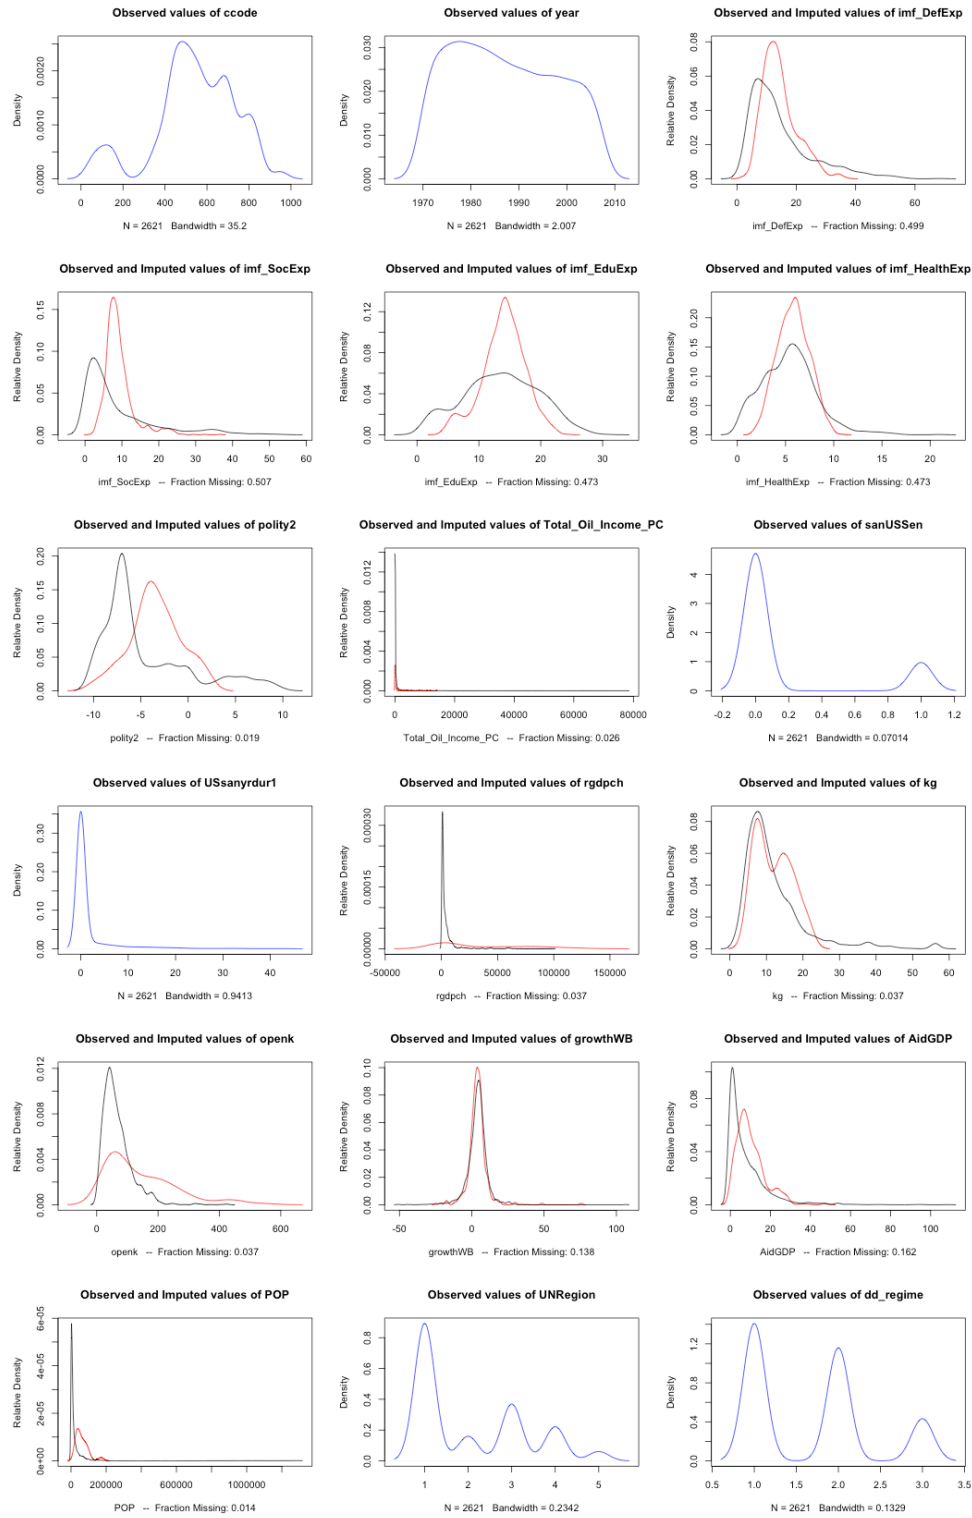 Observed values of ccode
Density
0.0000 0.0010 0.0020
0 200 400 600 800 1000
N = 2621 Bandwidth = 35.2
Observed values of year
Density
0.000 0.010 0.020 0.030
1970 1980 1990 2000 2010
N = 2621 Bandwidth = 2.007
Observed and Imputed values of imf_DefExp
Relative Density
0.00 0.02 0.04 0.06 0.08
0 20 40 60
imf_DefExp -- Fraction Missing: 0.499
Observed and Imputed values of imf_SocExp
Relative Density
0.00 0.05 0.10 0.15
0 10 20 30 40 50 60
imf_SocExp -- Fraction Missing: 0.507
Observed and Imputed values of imf_EduExp
Relative Density
0.00 0.04 0.08 0.12
0 10 20 30
imf_EduExp -- Fraction Missing: 0.473
Observed and Imputed values of imf_HealthExp
Relative Density
0.00 0.05 0.10 0.15 0.20
0 5 10 15 20
imf_HealthExp -- Fraction Missing: 0.473
Observed and Imputed values of polity2
Relative Density
0.00 0.05 0.10 0.15 0.20
-10 -5 0 5 10
polity2 -- Fraction Missing: 0.019
Observed and Imputed values of Total_Oil_Income_PC
Relative Density
0.000 0.004 0.008 0.012
0 20000 40000 60000 80000
Total_Oil_Income_PC -- Fraction Missing: 0.026
Observed values of sanUSSen
Density
0 1 2 3 4
-0.2 0.0 0.2 0.4 0.6 0.8 1.0 1.2
N = 2621 Bandwidth = 0.07014
Observed values of USsanyrdur1
Density
0.00 0.10 0.20 0.30
0 10 20 30 40
N = 2621 Bandwidth = 0.9413
Observed and Imputed values of rgdpch
Relative Density
0.00000 0.00015 0.00030
-50000 0 50000 100000 150000
rgdpch -- Fraction Missing: 0.037
Observed and Imputed values of kg
Relative Density
0.00 0.02 0.04 0.06 0.08
0 10 20 30 40 50 60
kg -- Fraction Missing: 0.037
Observed and Imputed values of openk
Relative Density
0.000 0.004 0.008 0.012
0 200 400 600
openk -- Fraction Missing: 0.037
Observed and Imputed values of growthWB
Relative Density
0.00 0.02 0.04 0.06 0.08 0.10
-50 0 50 100
growthWB -- Fraction Missing: 0.138
Observed and Imputed values of AidGDP
Relative Density
0.00 0.04 0.08
0 20 40 60 80 100
AidGDP -- Fraction Missing: 0.162
Observed and Imputed values of POP
Relative Density
0e+00 2e-05 4e-05 6e-05
0 200000 600000 1000000
POP -- Fraction Missing: 0.014
Observed values of UNRegion
Density
0.0 0.2 0.4 0.6 0.8
1 2 3 4 5
N = 2621 Bandwidth = 0.2342
Observed values of dd_regime
Density
0.0 0.4 0.8 1.2
0.5 1.0 1.5 2.0 2.5 3.0 3.5
N = 2621 Bandwidth = 0.1329